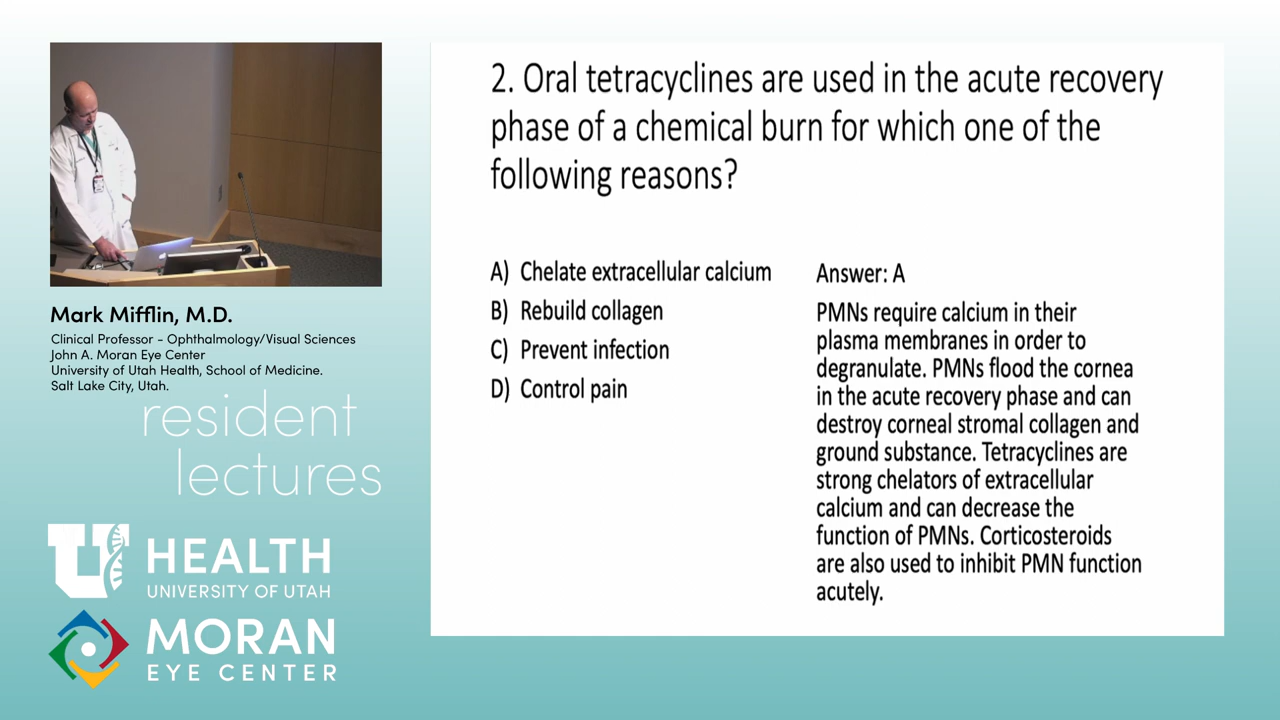 2. Oral tetracyclines are used in the acute recovery
phase of a chemical burn for which one of the
following reasons?
A) Chelate extracellular calcium
B) Rebuild collagen
C) Prevent infection
D) Control pain
Answer: A
PMNs require calcium in their
plasma membranes in order to
degranulate. PMNs flood the cornea
in the acute recovery phase and can
destroy corneal stromal collagen and
ground substance. Tetracyclines are
strong chelators of extracellular
calcium and can decrease the
function of PMNs. Corticosteroids
are also used to inhibit PMN function
acutely.
Mark Mifflin, M.D.
Clinical Professor - Ophthalmology/Visual Sciences
John A. Moran Eye Center
University of Utah Health, School of Medicine.
Salt Lake City, Utah.
resident
lectures
U HEALTH
UNIVERSITY OF UTAH
MORAN
EYE CENTER